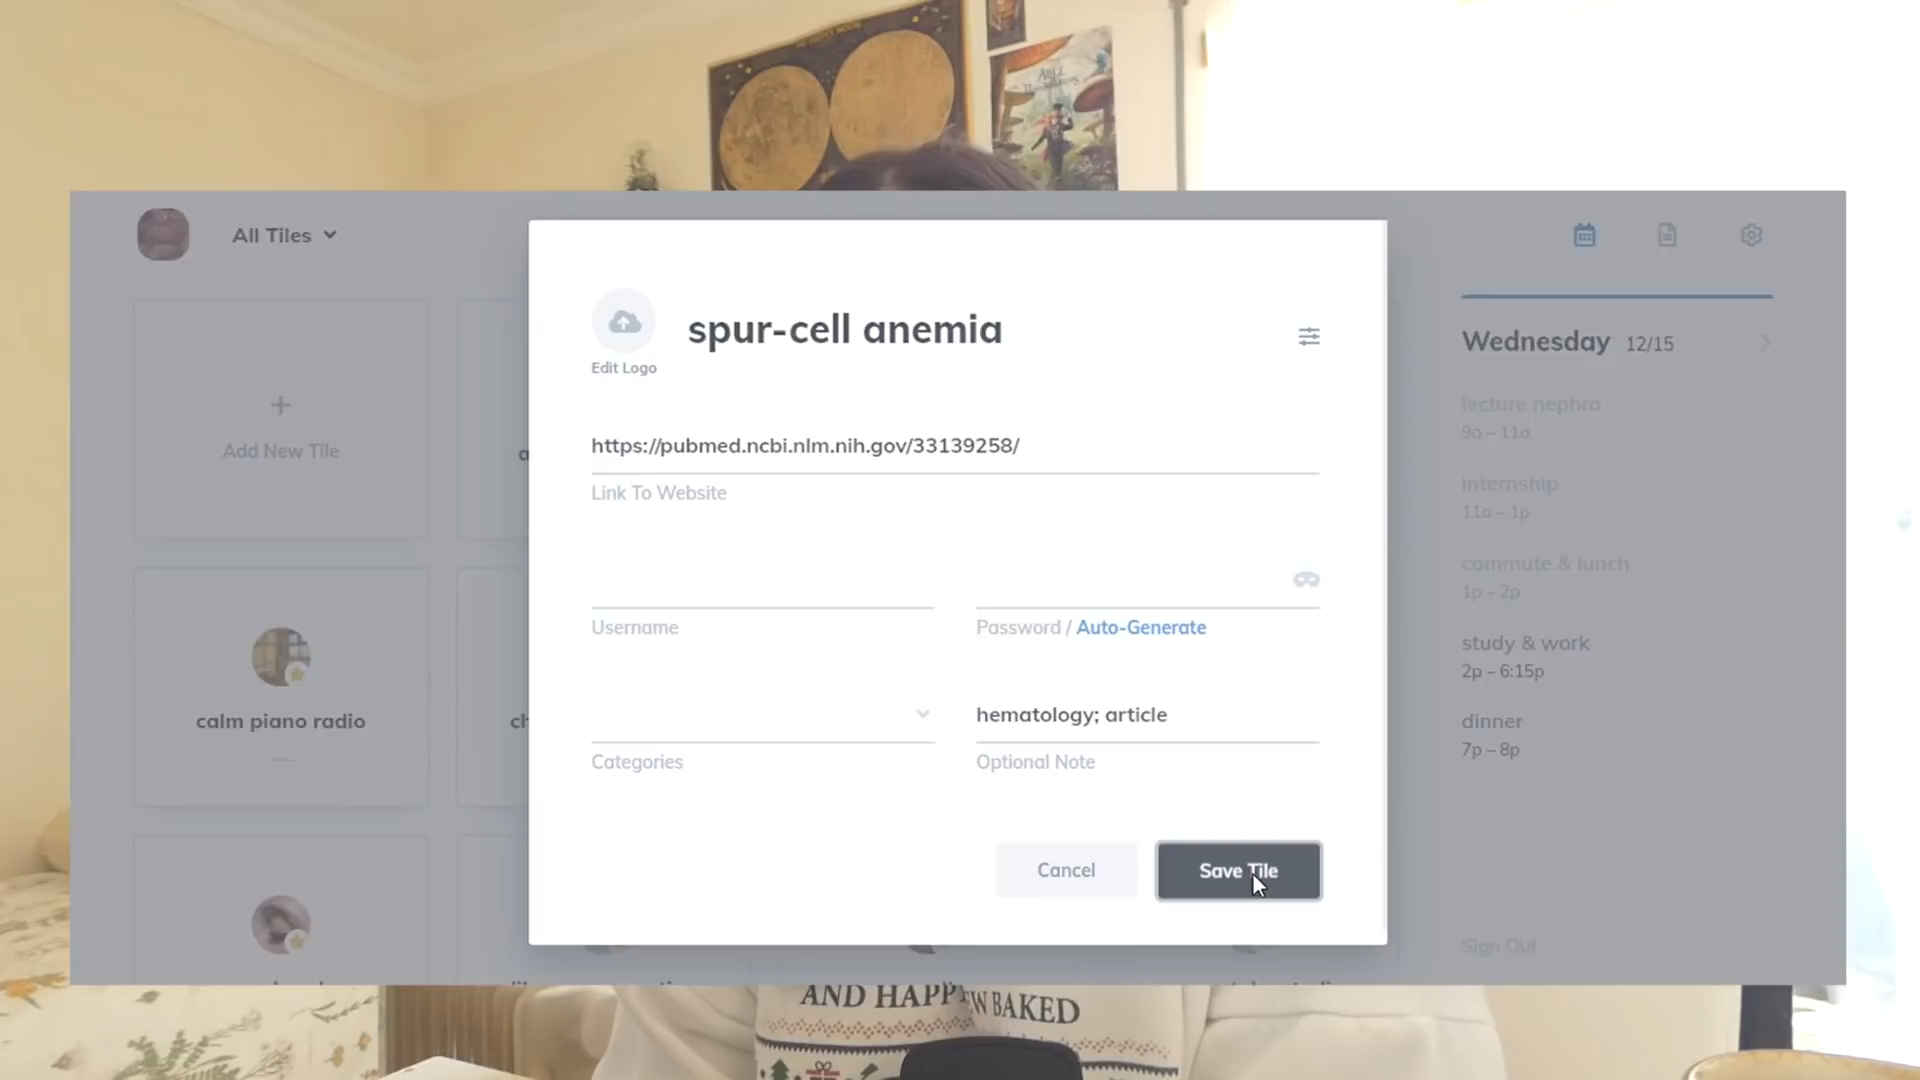 All Tiles
Add New Tile
calm piano radio
spur-cell anemia
Edit Logo
https://pubmed.ncbi.nlm.nih.gov/33139258/
Link To Website
Username
Password / Auto-Generate
hematology; article
Categories
Optional Note
Cancel
Save Tile
Wednesday 12/15
lecture nephro
9a – 11a
internship
11a – 1p
commute & lunch
1p – 2p
study & work
2p – 6:15p
dinner
7p – 8p
Sign Out
AND HAPP
W BAKED